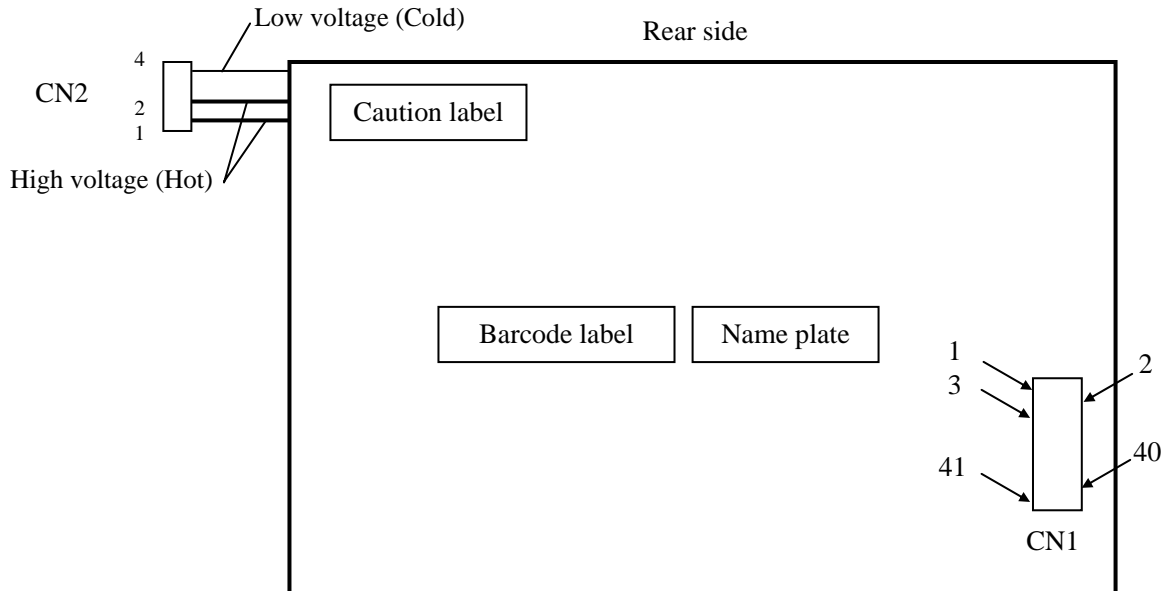 Low voltage (Cold)
Rear side
4
CN2
2
1
Caution label
High voltage (Hot)
Barcode label
Name plate
1
2
3
41
40
CN1